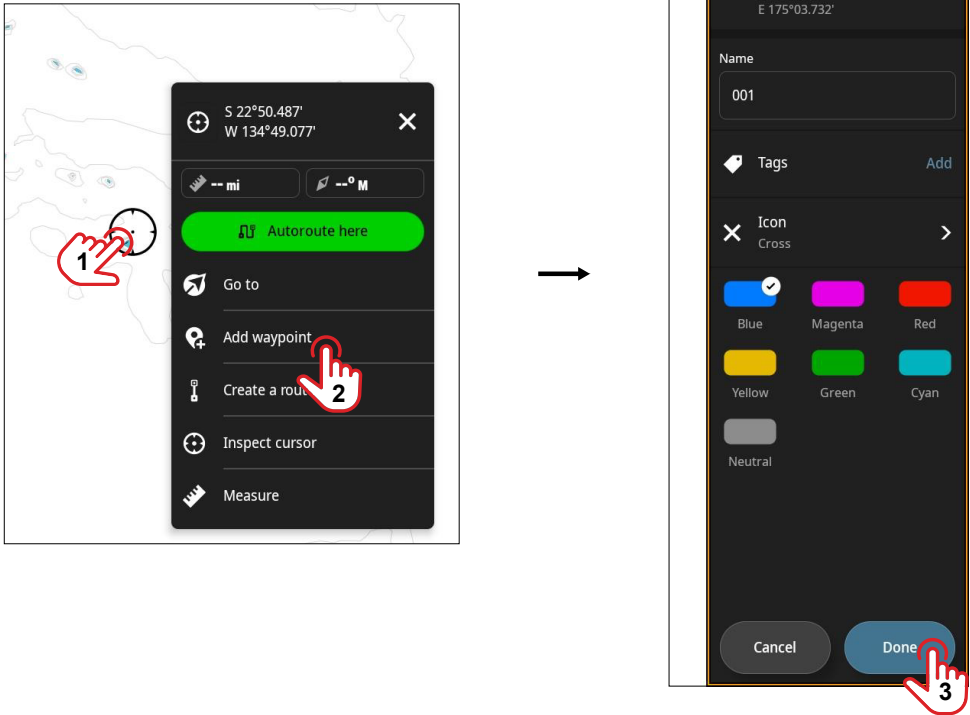 S 22°50.487'
W 134°49.077'
-- mi
--° M
Autoroute here
1
Go to
Add waypoint
2
Create a rout
Inspect cursor
Measure
E 175°03.732'
Name
001
Tags
Add
Icon
Cross
Blue
Magenta
Red
Yellow
Green
Cyan
Neutral
Cancel
Done
3